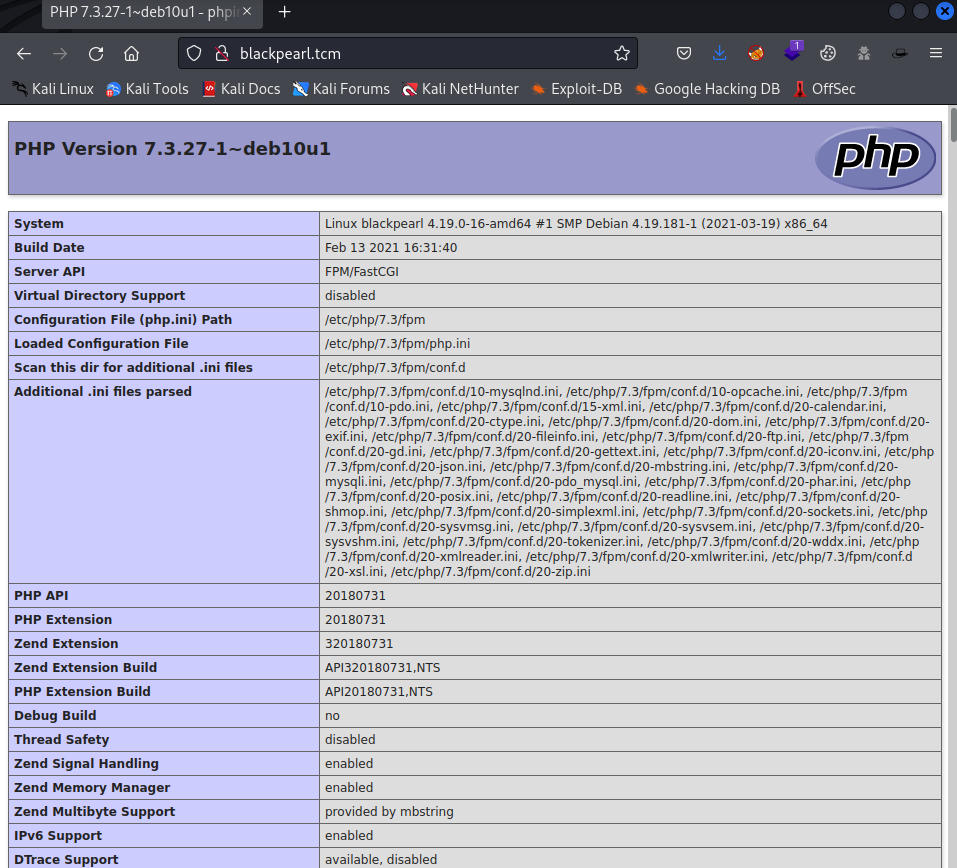 PHP 7.3.27-1~deb10u1 - phpi
blackpearl.tcm
1
Kali Linux Kali Tools Kali Docs Kali Forums Kali NetHunter Exploit-DB Google Hacking DB OffSec
PHP Version 7.3.27-1~deb10u1
php
System Linux blackpearl 4.19.0-16-amd64 #1 SMP Debian 4.19.181-1 (2021-03-19) x86_64
Build Date Feb 13 2021 16:31:40
Server API FPM/FastCGI
Virtual Directory Support disabled
Configuration File (php.ini) Path /etc/php/7.3/fpm
Loaded Configuration File /etc/php/7.3/fpm/php.ini
Scan this dir for additional .ini files /etc/php/7.3/fpm/conf.d
Additional .ini files parsed /etc/php/7.3/fpm/conf.d/10-mysqlnd.ini, /etc/php/7.3/fpm/conf.d/10-opcache.ini, /etc/php/7.3/fpm
/conf.d/10-pdo.ini, /etc/php/7.3/fpm/conf.d/15-xml.ini, /etc/php/7.3/fpm/conf.d/20-calendar.ini,
/etc/php/7.3/fpm/conf.d/20-ctype.ini, /etc/php/7.3/fpm/conf.d/20-dom.ini, /etc/php/7.3/fpm/conf.d/20-
exif.ini, /etc/php/7.3/fpm/conf.d/20-fileinfo.ini, /etc/php/7.3/fpm/conf.d/20-ftp.ini, /etc/php/7.3/fpm
/conf.d/20-gd.ini, /etc/php/7.3/fpm/conf.d/20-gettext.ini, /etc/php/7.3/fpm/conf.d/20-iconv.ini, /etc/php
/7.3/fpm/conf.d/20-json.ini, /etc/php/7.3/fpm/conf.d/20-mbstring.ini, /etc/php/7.3/fpm/conf.d/20-
mysqli.ini, /etc/php/7.3/fpm/conf.d/20-pdo_mysql.ini, /etc/php/7.3/fpm/conf.d/20-phar.ini, /etc/php
/7.3/fpm/conf.d/20-posix.ini, /etc/php/7.3/fpm/conf.d/20-readline.ini, /etc/php/7.3/fpm/conf.d/20-
shmop.ini, /etc/php/7.3/fpm/conf.d/20-simplexml.ini, /etc/php/7.3/fpm/conf.d/20-sockets.ini, /etc/php
/7.3/fpm/conf.d/20-sysvmsg.ini, /etc/php/7.3/fpm/conf.d/20-sysvsem.ini, /etc/php/7.3/fpm/conf.d/20-
sysvshm.ini, /etc/php/7.3/fpm/conf.d/20-tokenizer.ini, /etc/php/7.3/fpm/conf.d/20-wddx.ini, /etc/php
/7.3/fpm/conf.d/20-xmlreader.ini, /etc/php/7.3/fpm/conf.d/20-xmlwriter.ini, /etc/php/7.3/fpm/conf.d
/20-xsl.ini, /etc/php/7.3/fpm/conf.d/20-zip.ini
PHP API 20180731
PHP Extension 20180731
Zend Extension 320180731
Zend Extension Build API320180731,NTS
PHP Extension Build API20180731,NTS
Debug Build no
Thread Safety disabled
Zend Signal Handling enabled
Zend Memory Manager enabled
Zend Multibyte Support provided by mbstring
IPv6 Support enabled
DTrace Support available, disabled